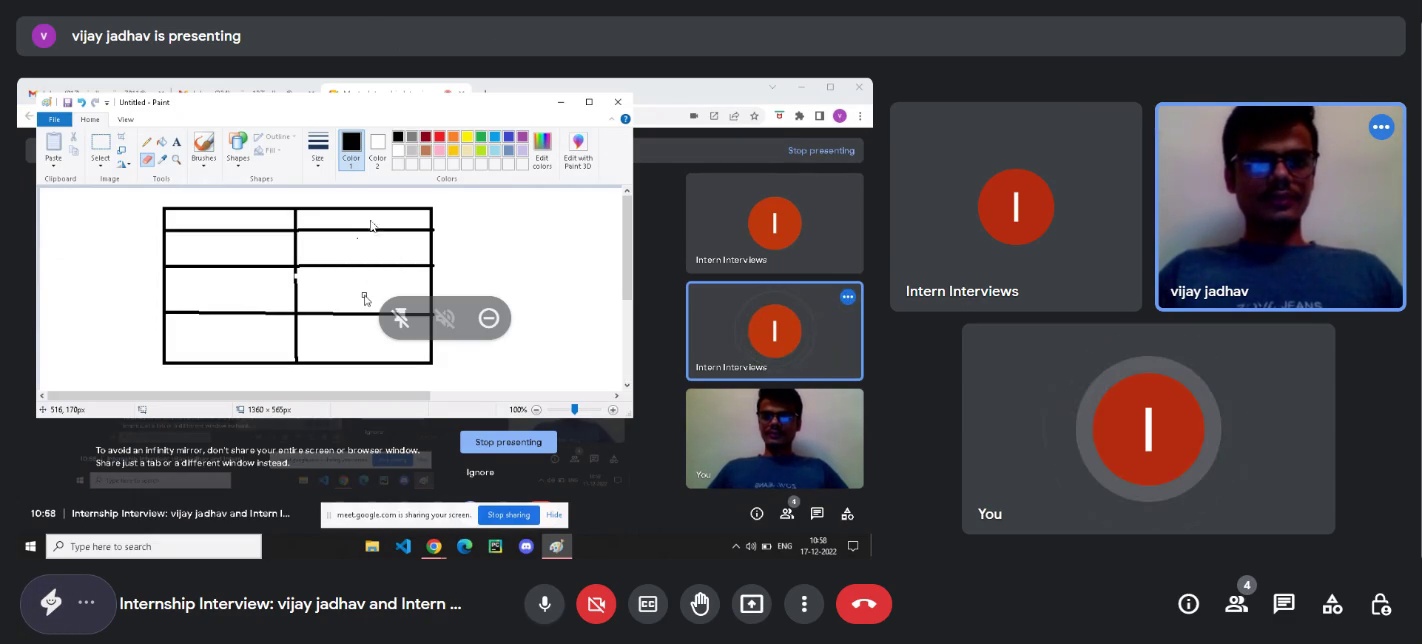 V vijay jadhav is presenting
Untitled - Paint
File Home View
Paste
Select
Brushes
Shapes
Outline
Fill
Size
Color 1
Color 2
Edit colors
Edit with Paint 3D
Clipboard Image Tools Shapes Colors
516, 170px
1360 × 565px
100%
Stop presenting
I
Intern Interviews
I
Intern Interviews
You
To avoid an infinity mirror, don't share your entire screen or browser window.
Share just a tab or a different window instead.
Stop presenting
Ignore
10:58 | Internship Interview: vijay jadhav and Intern I...
meet.google.com is sharing your screen. Stop sharing Hide
4
Type here to search
ENG
10:58
17-12-2022
I
Intern Interviews
vijay jadhav
JEANS
I
You
Internship Interview: vijay jadhav and Intern ...
CC
4